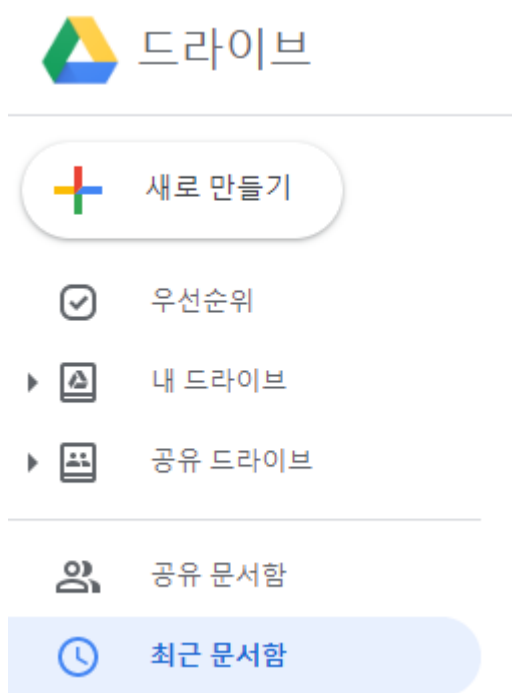 드라이브
새로 만들기
우선순위
내 드라이브
공유 드라이브
공유 문서함
최근 문서함